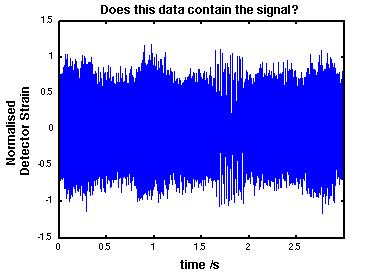 Does this data contain the signal?
1.5
1
0.5
0
-0.5
-1
-1.5
Normalised
Detector Strain
0 0.5 1 1.5 2 2.5
time /s